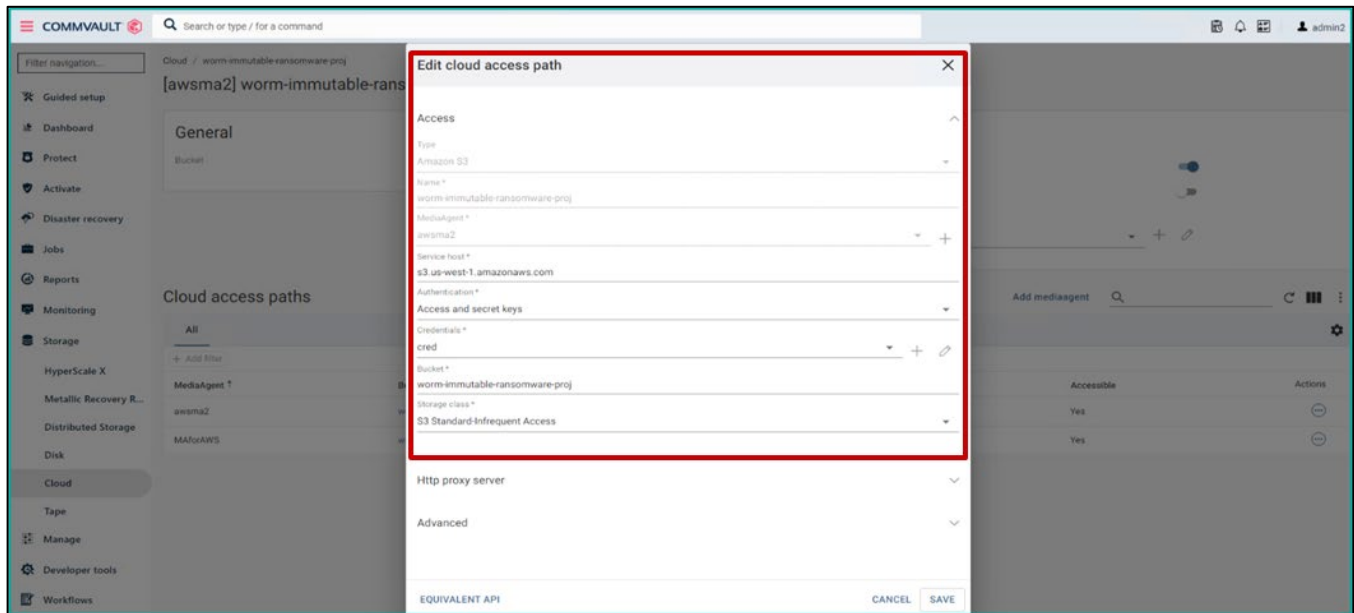 COMMVAULT
Search or type / for a command
admin2
Filter navigation...
Guided setup
Dashboard
Protect
Activate
Disaster recovery
Jobs
Reports
Monitoring
Storage
HyperScale X
Metallic Recovery R...
Distributed Storage
Disk
Cloud
Tape
Manage
Developer tools
Workflows
Cloud / worm-immutable-ransomware-proj
[awsma2] worm-immutable-rans
General
Bucket
Cloud access paths
Add mediaagent
All
+ Add filter
MediaAgent ↑
Accessible
Actions
awsma2
Yes
MAforAWS
Yes
Edit cloud access path
Access
Type
Amazon S3
Name *
worm-immutable-ransomware-proj
MediaAgent *
awsma2
Service host *
s3.us-west-1.amazonaws.com
Authentication *
Access and secret keys
Credentials *
cred
Bucket *
worm-immutable-ransomware-proj
Storage class *
S3 Standard-Infrequent Access
Http proxy server
Advanced
EQUIVALENT API
CANCEL
SAVE